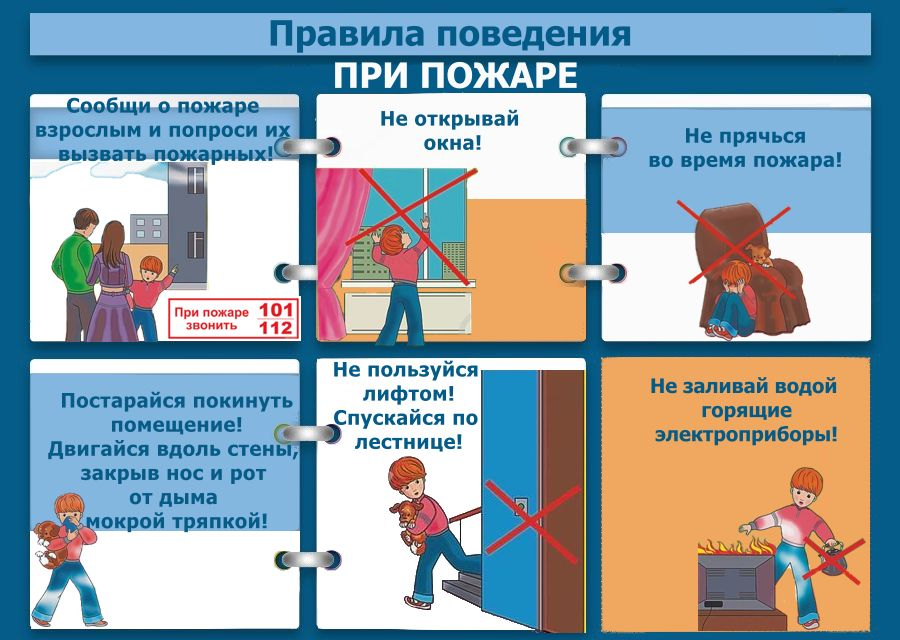 Правила поведения
ПРИ ПОЖАРЕ
Сообщи о пожаре
взрослым и попроси их
вызвать пожарных!
При пожаре 101
звонить 112
Не открывай
окна!
Не прячься
во время пожара!
Постарайся покинуть
помещение!
Двигайся вдоль стены,
закрыв нос и рот
от дыма
мокрой тряпкой!
Не пользуйся
лифтом!
Спускайся по
лестнице!
Не заливай водой
горящие
электроприборы!